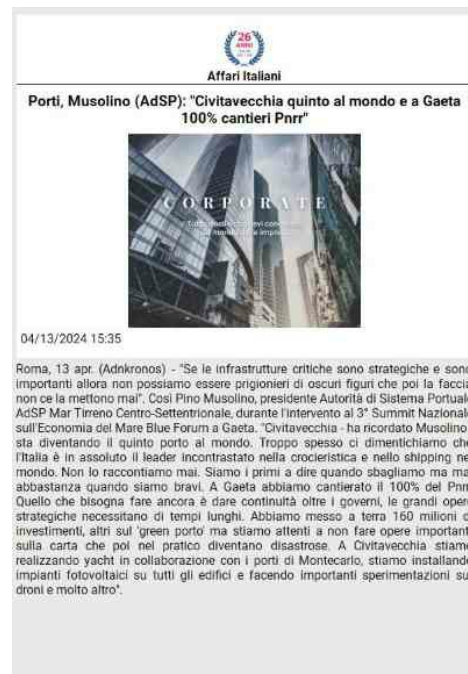 26
ANNI
Affari Italiani
Porti, Musolino (AdSP): "Civitavecchia quinto al mondo e a Gaeta
100% cantieri Pnrr"
CORPORATE
04/13/2024 15:35
Roma, 13 apr. (Adnkronos) - "Se le infrastrutture critiche sono strategiche e sono
importanti allora non possiamo essere prigionieri di oscuri figuri che poi la faccia
non ce la mettono mai". Così Pino Musolino, presidente Autorità di Sistema Portuale
AdSP Mar Tirreno Centro-Settentrionale, durante l'intervento al 3° Summit Nazionale
sull'Economia del Mare Blue Forum a Gaeta. "Civitavecchia - ha ricordato Musolino -
sta diventando il quinto porto al mondo. Troppo spesso ci dimentichiamo che
l'Italia è in assoluto il leader incontrastato nella crocieristica e nello shipping nel
mondo. Non lo raccontiamo mai. Siamo i primi a dire quando sbagliamo ma mai
abbastanza quando siamo bravi. A Gaeta abbiamo cantierato il 100% del Pnrr.
Quello che bisogna fare ancora è dare continuità oltre i governi, le grandi opere
strategiche necessitano di tempi lunghi. Abbiamo messo a terra 160 milioni di
investimenti, altri sul 'green porto' ma stiamo attenti a non fare opere importanti
sulla carta che poi nel pratico diventano disastrose. A Civitavecchia stiamo
realizzando yacht in collaborazione con i porti di Montecarlo, stiamo installando
impianti fotovoltaici su tutti gli edifici e facendo importanti sperimentazioni su
droni e molto altro".